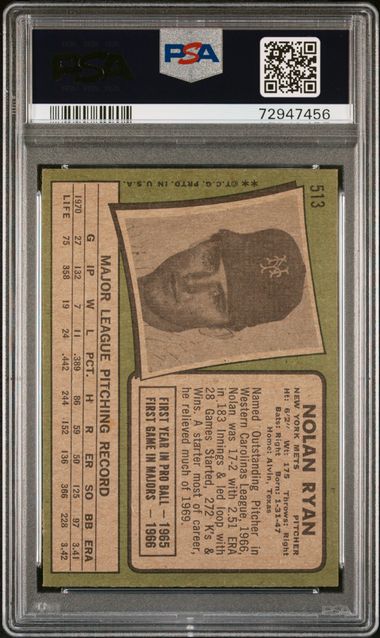 PSA
PSA
72947456
513
NOLAN RYAN
NEW YORK METS PITCHER
Ht: 6'2" Wt: 175 Throws: Right
Bats: Right Born: 1-31-47
Home: Alvin, Texas
Named Outstanding Pitcher in
Western Carolinas League, 1966,
Nolan was 17-2 with 2.51 ERA
in 183 Innings & led loop with
28 Games Started, 272 K's &
Wins. A starter most of career,
he relieved much of 1969.
FIRST YEAR IN PRO BALL – 1965
FIRST GAME IN MAJORS – 1966
NY
**©T.C.G. PRTD. IN U.S.A.
MAJOR LEAGUE PITCHING RECORD
G IP W L PCT. H R ER SO BB ERA
1970 27 132 7 11 .389 86 59 50 125 97 3.41
LIFE 75 358 19 24 .442 244 152 136 366 228 3.42